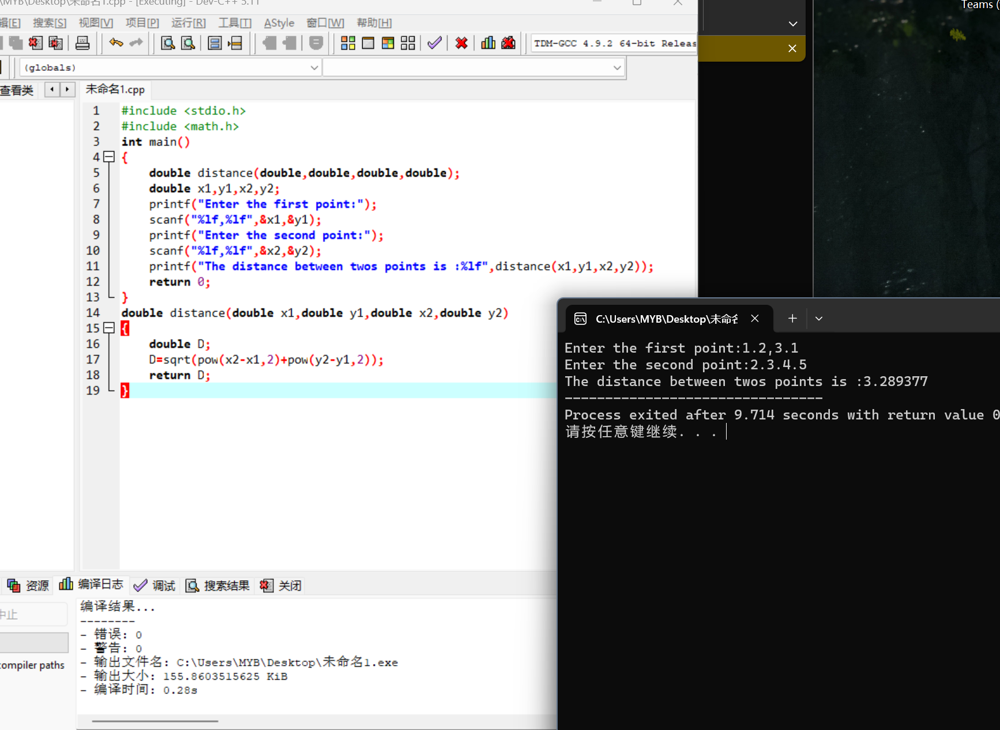 \MYB\Desktop\未命名1.cpp - [Executing] - Dev-C++ 5.11
Teams (
辑[E] 搜索[S] 视图[V] 项目[P] 运行[R] 工具[T] AStyle 窗口[W] 帮助[H]
TDM-GCC 4.9.2 64-bit Releas
(globals)
查看类
未命名1.cpp
1 #include <stdio.h>
2 #include <math.h>
3 int main()
4 {
5 double distance(double,double,double,double);
6 double x1,y1,x2,y2;
7 printf("Enter the first point:");
8 scanf("%lf,%lf",&x1,&y1);
9 printf("Enter the second point:");
10 scanf("%lf,%lf",&x2,&y2);
11 printf("The distance between twos points is :%lf",distance(x1,y1,x2,y2));
12 return 0;
13 }
14 double distance(double x1,double y1,double x2,double y2)
15 {
16 double D;
17 D=sqrt(pow(x2-x1,2)+pow(y2-y1,2));
18 return D;
19 }
C:\Users\MYB\Desktop\未命名
Enter the first point:1.2,3.1
Enter the second point:2.3.4.5
The distance between twos points is :3.289377
--------------------------------
Process exited after 9.714 seconds with return value 0
请按任意键继续. . .
资源 编译日志 调试 搜索结果 关闭
中止
compiler paths
编译结果...
--------
- 错误: 0
- 警告: 0
- 输出文件名: C:\Users\MYB\Desktop\未命名1.exe
- 输出大小: 155.8603515625 KiB
- 编译时间: 0.28s